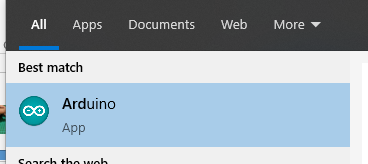 All Apps Documents Web More
Best match
Arduino
App
Search the web